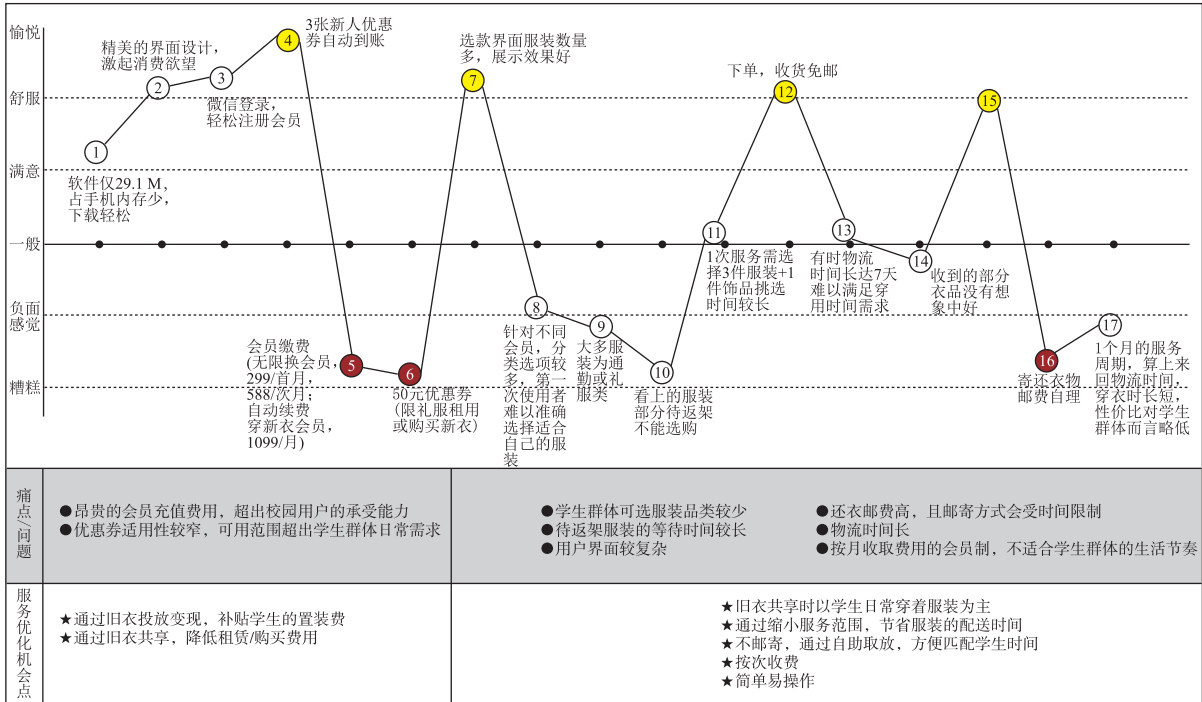 愉悦
舒服
满意
一般
负面
感觉
糟糕
1
软件仅29.1 M，
占手机内存少，
下载轻松
2
精美的界面设计，
激起消费欲望
3
微信登录，
轻松注册会员
4
3张新人优惠
券自动到账
5
会员缴费
(无限换会员，
299/首月，
588/次月；
自动续费
穿新衣会员，
1099/月)
6
50元优惠券
(限礼服租用
或购买新衣)
7
选款界面服装数量
多，展示效果好
8
针对不同
会员，分
类选项较
多，第一
次使用者
难以准确
选择适合
自己的服
装
9
大多服
装为通
勤或礼
服类
10
看上的服装
部分待返架
不能选购
11
1次服务需选
择3件服装+1
件饰品挑选
时间较长
12
下单，收货免邮
13
有时物流
时间长达7天
难以满足穿
用时间需求
14
收到的部分
衣品没有想
象中好
15
16
寄还衣物
邮费自理
17
1个月的服务
周期，算上来
回物流时间，
穿衣时长短，
性价比对学生
群体而言略低
痛点/问题
●昂贵的会员充值费用，超出校园用户的承受能力
●优惠券适用性较窄，可用范围超出学生群体日常需求
●学生群体可选服装品类较少
●待返架服装的等待时间较长
●用户界面较复杂
●还衣邮费高，且邮寄方式会受时间限制
●物流时间长
●按月收取费用的会员制，不适合学生群体的生活节奏
服务优化机会点
★通过旧衣投放变现，补贴学生的置装费
★通过旧衣共享，降低租赁/购买费用
★旧衣共享时以学生日常穿着服装为主
★通过缩小服务范围，节省服装的配送时间
★不邮寄，通过自助取放，方便匹配学生时间
★按次收费
★简单易操作